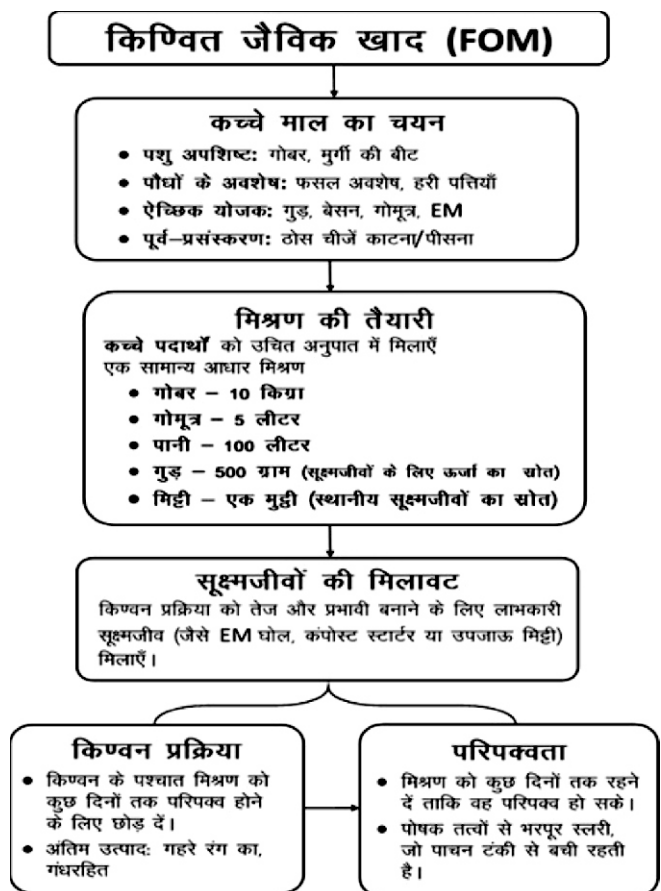 किण्वित जैविक खाद (FOM)
कच्चे माल का चयन
• पशु अपशिष्ट: गोबर, मुर्गी की बीट
• पौधों के अवशेष: फसल अवशेष, हरी पत्तियाँ
• ऐच्छिक योजक: गुड़, बेसन, गोमूत्र, EM
• पूर्व–प्रसंस्करण: ठोस चीजें काटना/पीसना
मिश्रण की तैयारी
कच्चे पदार्थों को उचित अनुपात में मिलाएँ
एक सामान्य आधार मिश्रण
• गोबर – 10 किग्रा
• गोमूत्र – 5 लीटर
• पानी – 100 लीटर
• गुड़ – 500 ग्राम (सूक्ष्मजीवों के लिए ऊर्जा का स्रोत)
• मिट्टी – एक मुट्ठी (स्थानीय सूक्ष्मजीवों का स्रोत)
सूक्ष्मजीवों की मिलावट
किण्वन प्रक्रिया को तेज और प्रभावी बनाने के लिए लाभकारी
सूक्ष्मजीव (जैसे EM घोल, कंपोस्ट स्टार्टर या उपजाऊ मिट्टी)
मिलाएँ।
किण्वन प्रक्रिया
• किण्वन के पश्चात मिश्रण को
कुछ दिनों तक परिपक्व होने
के लिए छोड़ दें।
• अंतिम उत्पाद: गहरे रंग का,
गंधरहित
परिपक्वता
• मिश्रण को कुछ दिनों तक रहने
दें ताकि वह परिपक्व हो सके।
• पोषक तत्वों से भरपूर स्लरी,
जो पाचन टंकी से बची रहती
है।